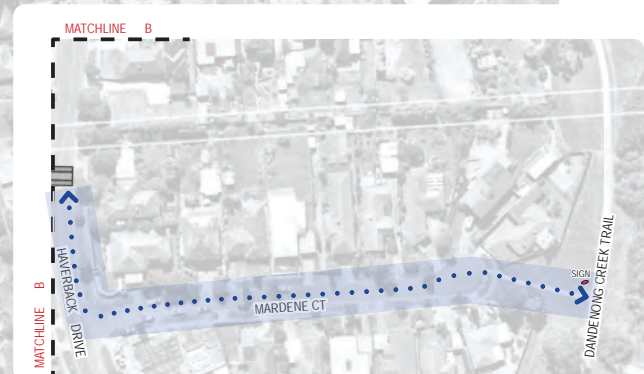 MATCHLINE B
HAVERBACK DRIVE
MATCHLINE B
MARDENE CT
SIGN
DANDENONG CREEK TRAIL